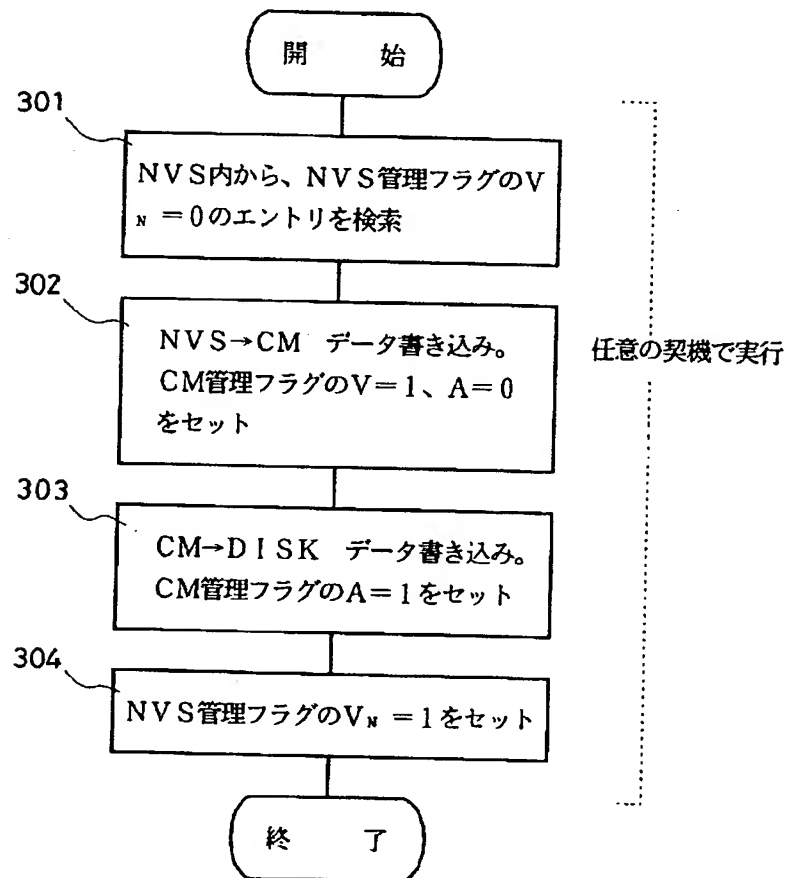 開　始
301
NVS内から、NVS管理フラグのV
N =0のエントリを検索
302
NVS→CM　データ書き込み。
CM管理フラグのV=1、A=0
をセット
任意の契機で実行
303
CM→DISK　データ書き込み。
CM管理フラグのA=1をセット
304
NVS管理フラグのVN =1をセット
終　了